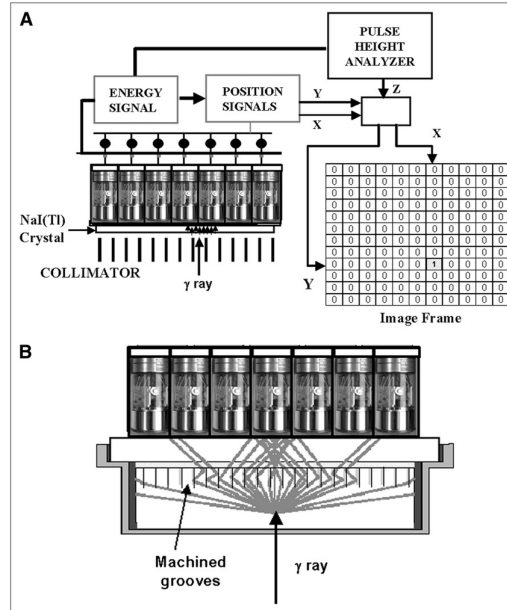 A
PULSE
HEIGHT
ANALYZER
ENERGY
SIGNAL
POSITION
SIGNALS
Y
X
Z
X
NaI(Tl)
Crystal
COLLIMATOR
γ ray
Y
0 0 0 0 0 0 0 0 0 0 0
0 0 0 0 0 0 0 0 0 0 0
0 0 0 0 0 0 0 0 0 0 0
0 0 0 0 0 0 0 0 0 0 0
0 0 0 0 0 0 0 0 0 0 0
0 0 0 0 0 0 0 0 0 0 0
0 0 0 0 0 0 0 0 0 0 0
0 0 0 0 0 0 0 0 0 0 0
0 0 0 0 0 0 1 0 0 0 0
0 0 0 0 0 0 0 0 0 0 0
0 0 0 0 0 0 0 0 0 0 0
0 0 0 0 0 0 0 0 0 0 0
Image Frame
B
Machined
grooves
γ ray